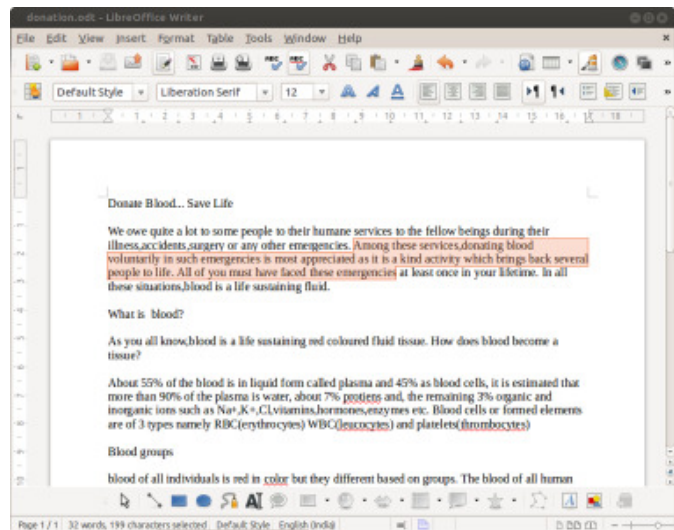 donation.odt - LibreOffice Writer
File Edit View Insert Format Table Tools Window Help
Default Style Liberation Serif 12
Donate Blood... Save Life
We owe quite a lot to some people to their humane services to the fellow beings during their
illness,accidents,surgery or any other emergencies. Among these services,donating blood
voluntarily in such emergencies is most appreciated as it is a kind activity which brings back several
people to life. All of you must have faced these emergencies at least once in your lifetime. In all
these situations,blood is a life sustaining fluid.
What is blood?
As you all know,blood is a life sustaining red coloured fluid tissue. How does blood become a
tissue?
About 55% of the blood is in liquid form called plasma and 45% as blood cells, it is estimated that
more than 90% of the plasma is water, about 7% protiens and, the remaining 3% organic and
inorganic ions such as Na+,K+,Cl,vitamins,hormones,enzymes etc. Blood cells or formed elements
are of 3 types namely RBC(erythrocytes) WBC(leucocytes) and platelets(thrombocytes)
Blood groups
blood of all individuals is red in color but they different based on groups. The blood of all human
Page 1 / 1 32 words, 199 characters selected Default Style English (India)